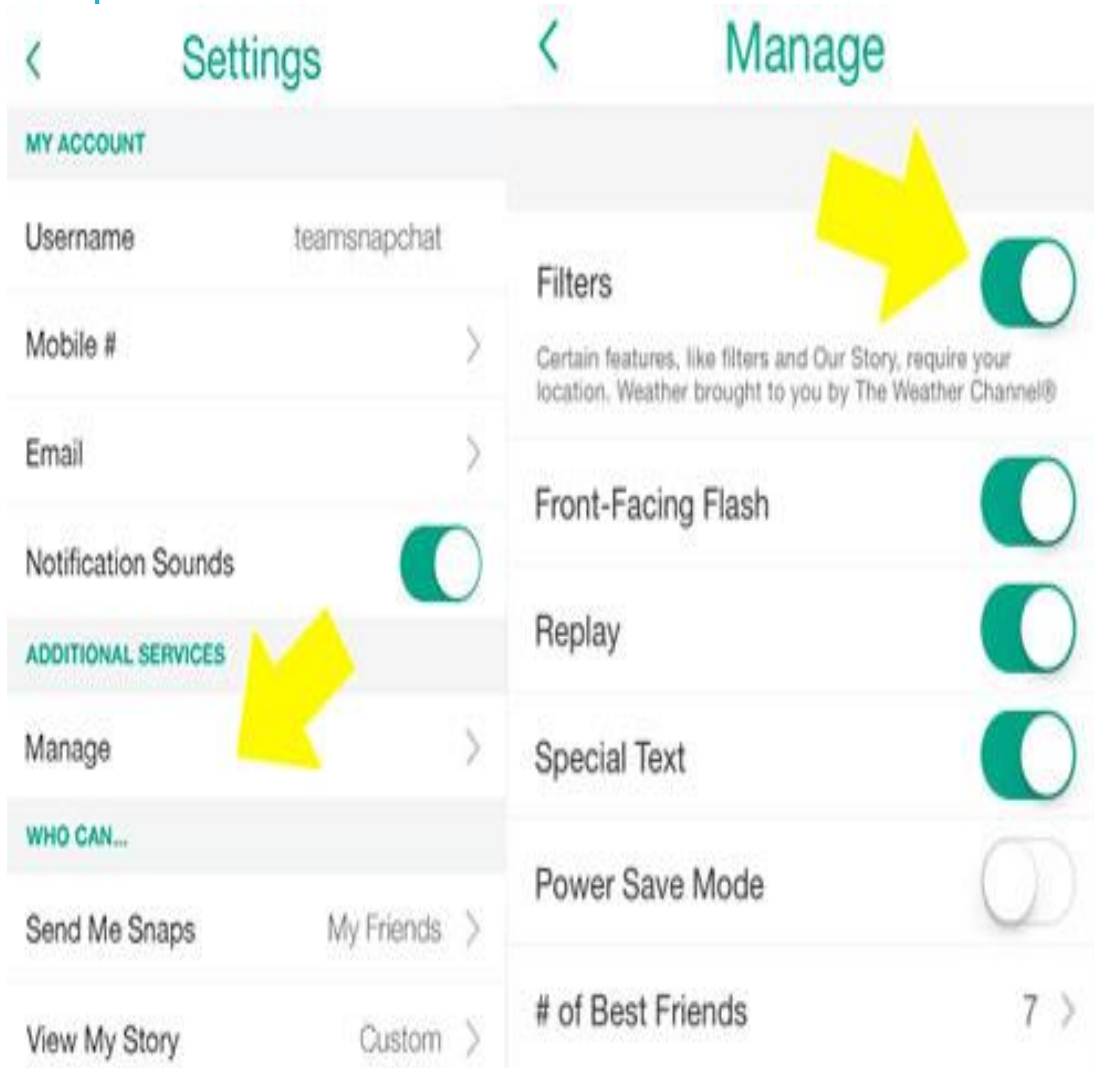 Settings
MY ACCOUNT
Username teamsnapchat
Mobile #
Email
Notification Sounds
ADDITIONAL SERVICES
Manage
WHO CAN...
Send Me Snaps My Friends
View My Story Custom
Manage
Filters
Certain features, like filters and Our Story, require your
location. Weather brought to you by The Weather Channel®
Front-Facing Flash
Replay
Special Text
Power Save Mode
# of Best Friends 7